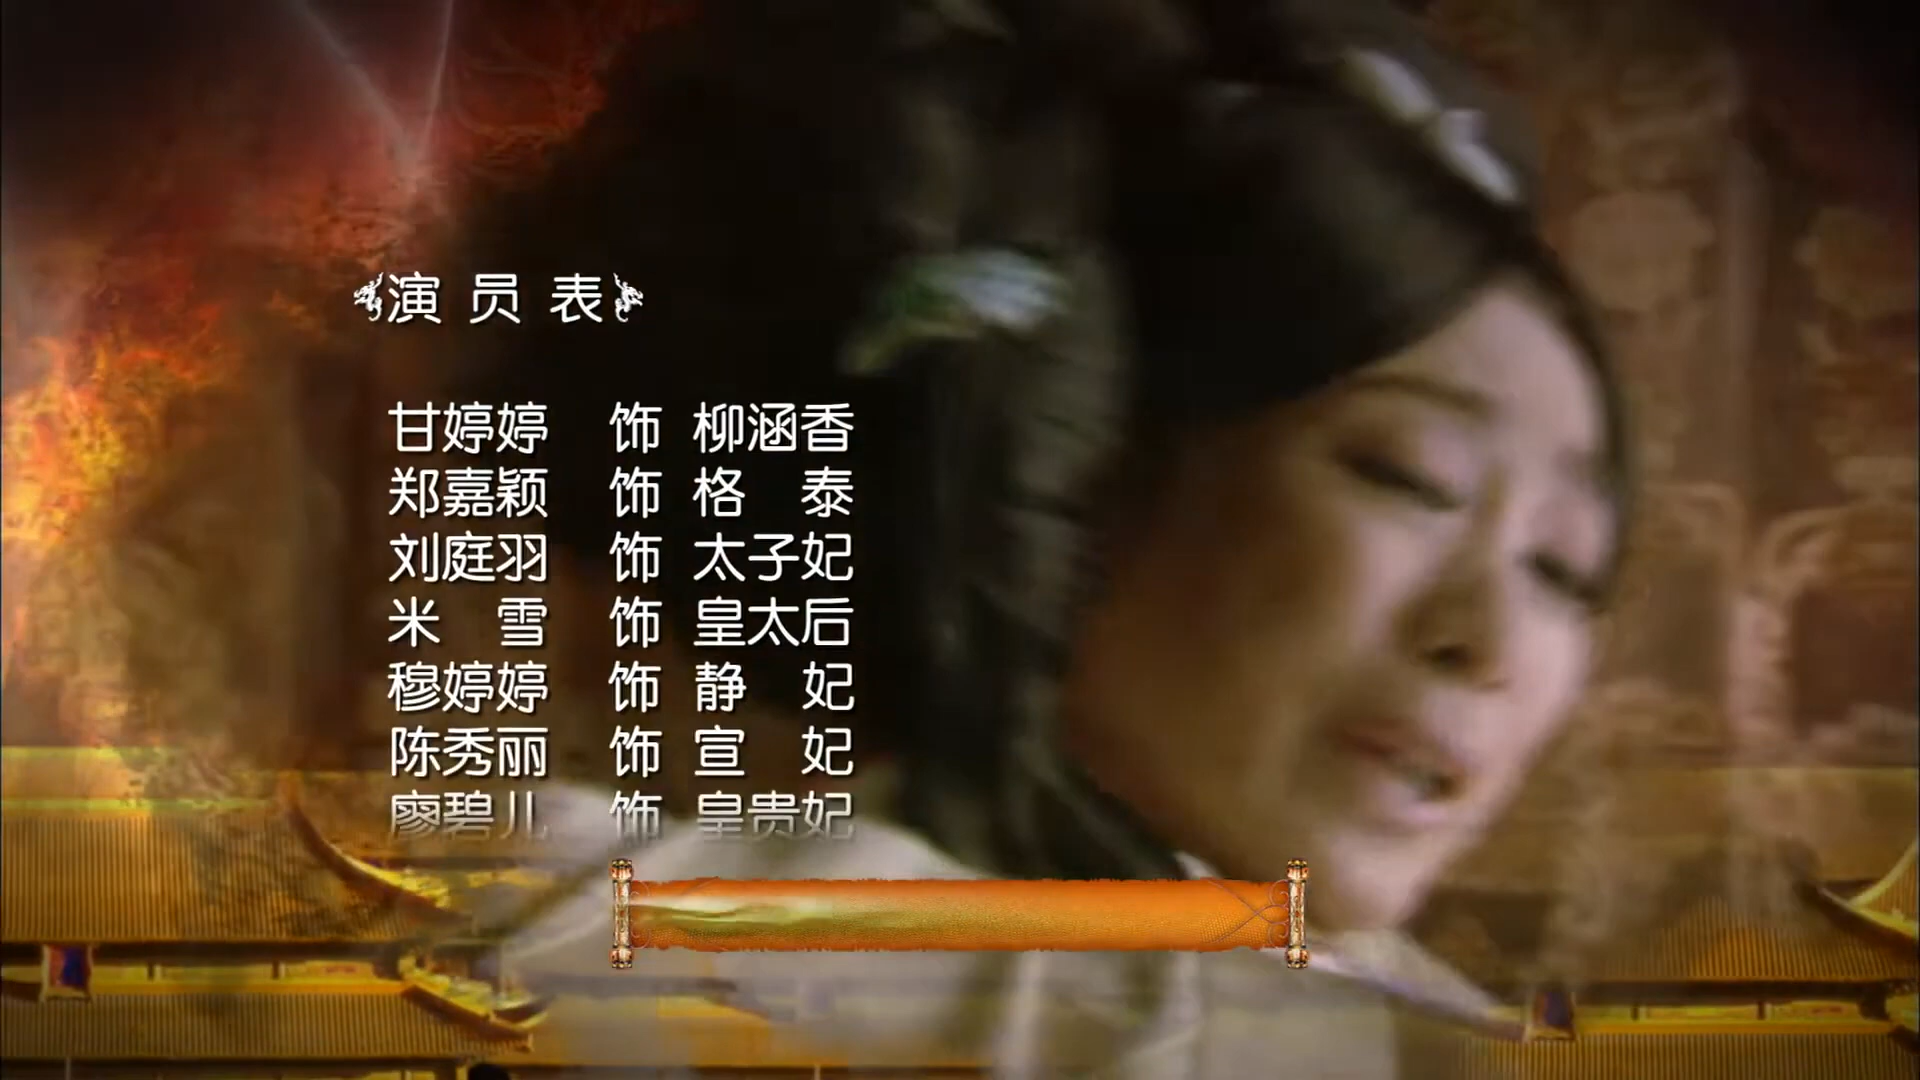 演员表
甘婷婷 饰 柳涵香
郑嘉颖 饰 格 泰
刘庭羽 饰 太子妃
米 雪 饰 皇太后
穆婷婷 饰 静 妃
陈秀丽 饰 宣 妃
廖碧儿 饰 皇贵妃